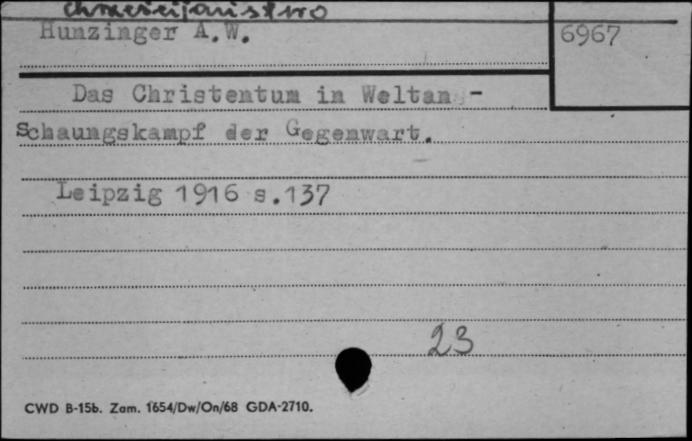 chrześcijaństwo
Hunzinger A.W.
6967
Das Christentum in Weltan -
Schaungskampf der Gegenwart.
Leipzig 1916 s.137
23
CWD B-15b. Zam. 1654/Dw/On/68 GDA-2710.